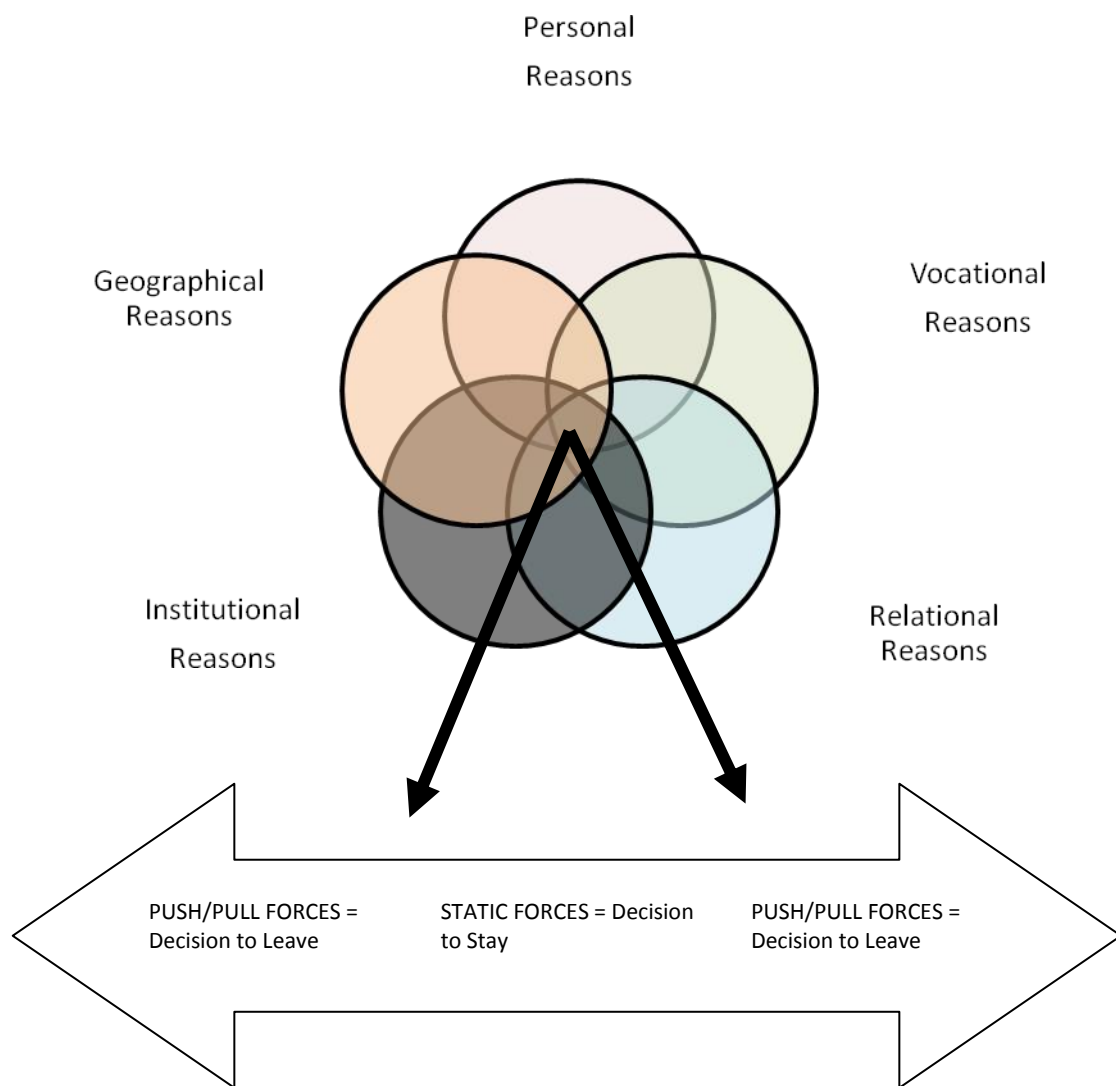 Personal
Reasons
Geographical
Reasons
Vocational
Reasons
Institutional
Reasons
Relational
Reasons
PUSH/PULL FORCES =
Decision to Leave
STATIC FORCES = Decision
to Stay
PUSH/PULL FORCES =
Decision to Leave